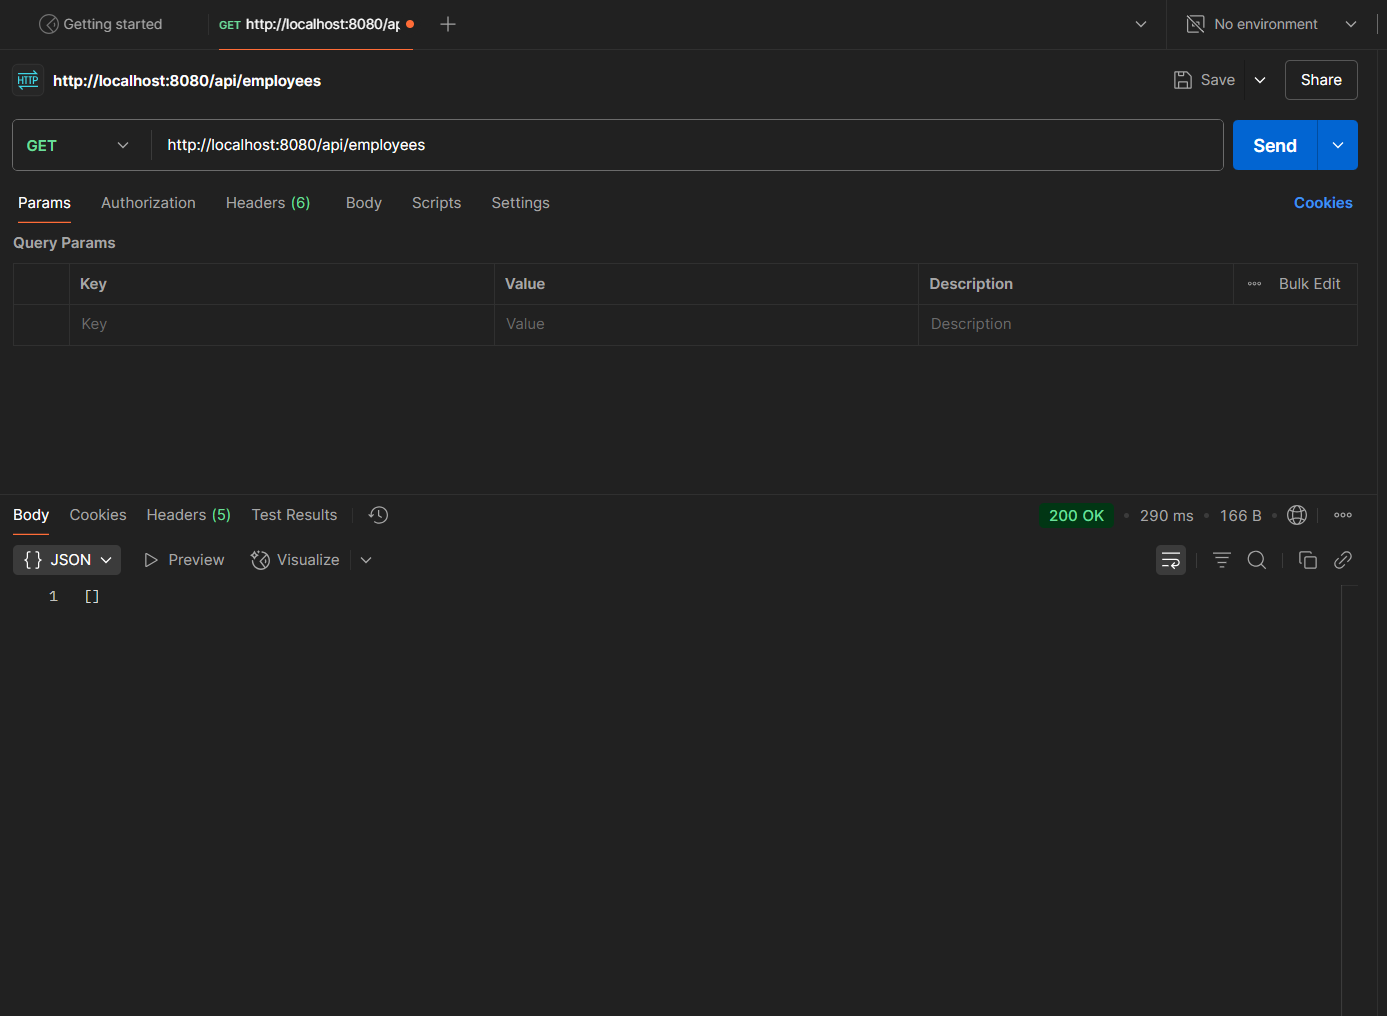 Getting started
GET http://localhost:8080/ap
No environment
HTTP http://localhost:8080/api/employees
Save
Share
GET http://localhost:8080/api/employees
Send
Params Authorization Headers (6) Body Scripts Settings Cookies
Query Params
Key Value Description Bulk Edit
Key Value Description
Body Cookies Headers (5) Test Results
200 OK • 290 ms • 166 B
{} JSON Preview Visualize
1 []